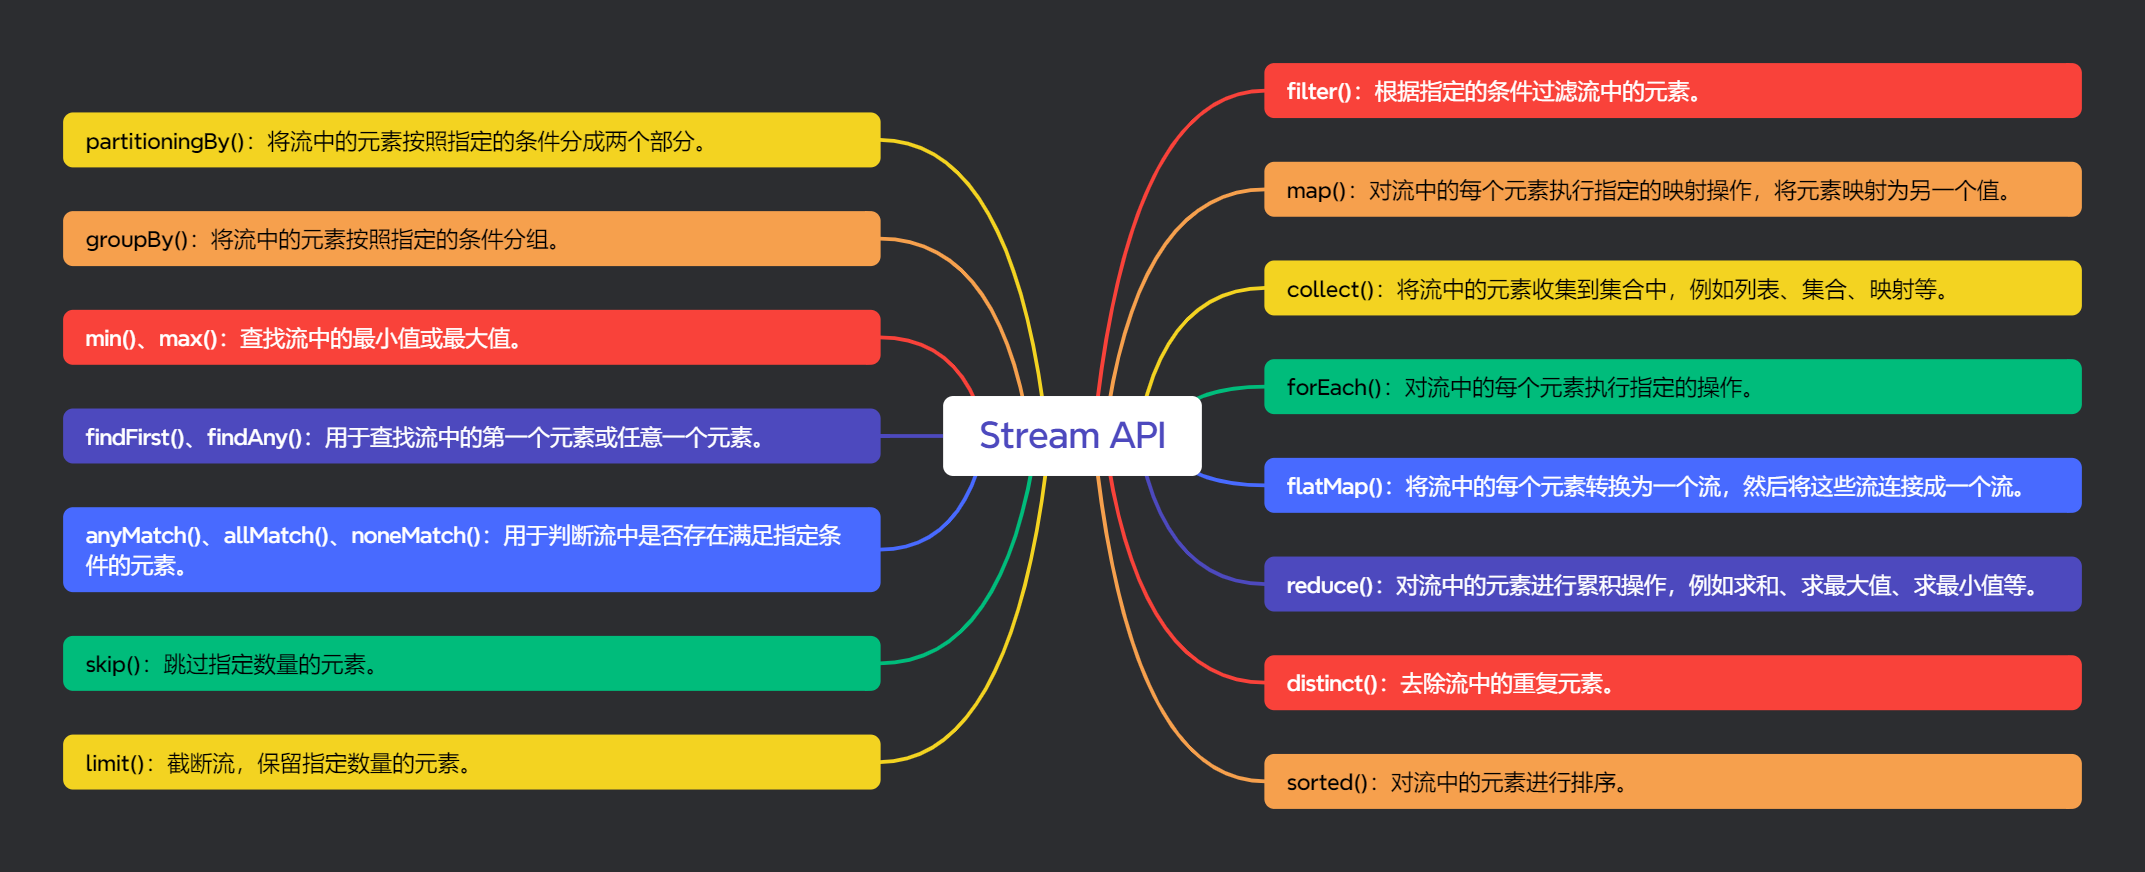 partitioningBy()：将流中的元素按照指定的条件分成两个部分。
groupBy()：将流中的元素按照指定的条件分组。
min()、max()：查找流中的最小值或最大值。
findFirst()、findAny()：用于查找流中的第一个元素或任意一个元素。
anyMatch()、allMatch()、noneMatch()：用于判断流中是否存在满足指定条
件的元素。
skip()：跳过指定数量的元素。
limit()：截断流，保留指定数量的元素。
Stream API
filter()：根据指定的条件过滤流中的元素。
map()：对流中的每个元素执行指定的映射操作，将元素映射为另一个值。
collect()：将流中的元素收集到集合中，例如列表、集合、映射等。
forEach()：对流中的每个元素执行指定的操作。
flatMap()：将流中的每个元素转换为一个流，然后将这些流连接成一个流。
reduce()：对流中的元素进行累积操作，例如求和、求最大值、求最小值等。
distinct()：去除流中的重复元素。
sorted()：对流中的元素进行排序。